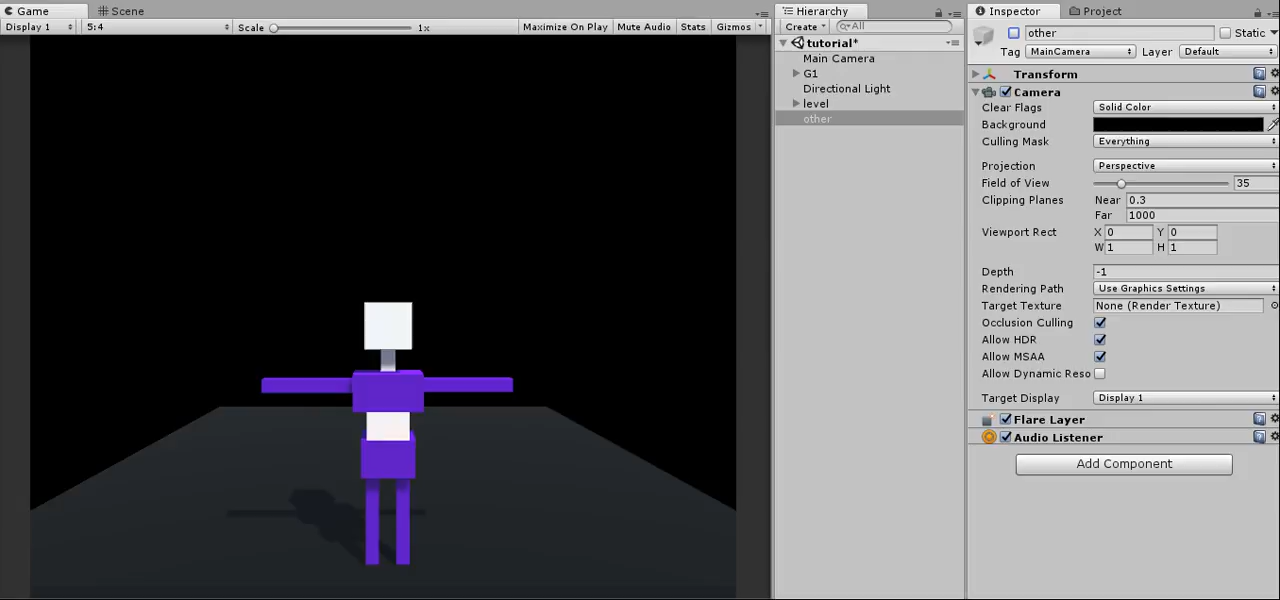 Game Scene Hierarchy Inspector Project
Display 1 5:4 Scale 1x Maximize On Play Mute Audio Stats Gizmos Create All
other Static
Tag MainCamera Layer Default
tutorial*
Main Camera
G1
Directional Light
level
other
Transform
Camera
Clear Flags Solid Color
Background
Culling Mask Everything
Projection Perspective
Field of View 35
Clipping Planes Near 0.3
Far 1000
Viewport Rect X 0 Y 0
W 1 H 1
Depth -1
Rendering Path Use Graphics Settings
Target Texture None (Render Texture)
Occlusion Culling
Allow HDR
Allow MSAA
Allow Dynamic Reso
Target Display Display 1
Flare Layer
Audio Listener
Add Component